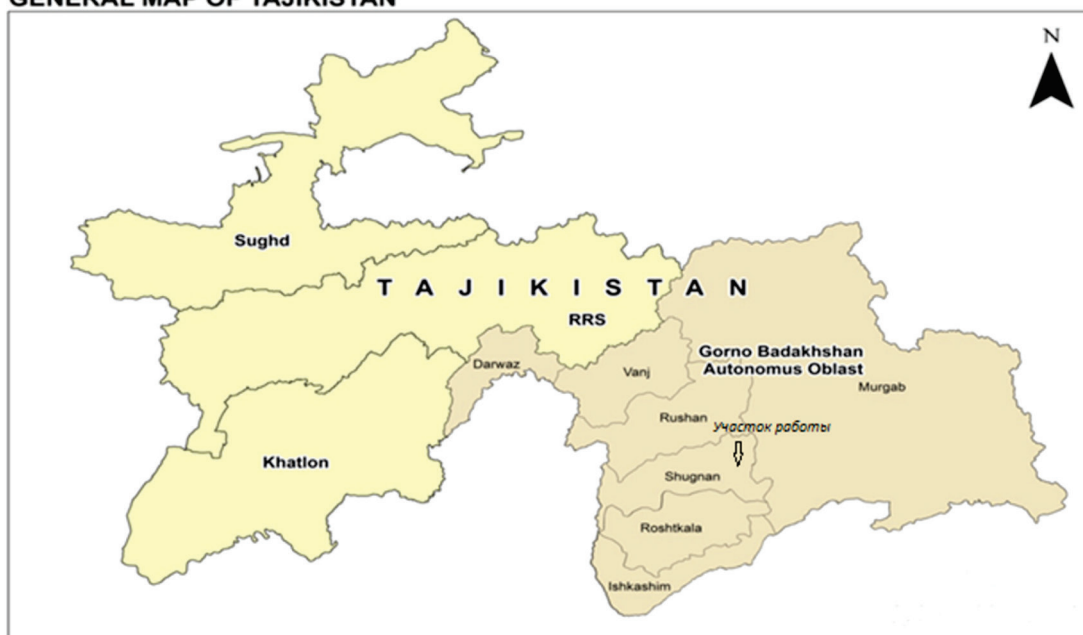 GENERAL MAP OF TAJIKISTAN
N
Sughd
TAJIKISTAN
RRS
Darwaz
Vanj
Gorno Badakhshan
Autonomus Oblast
Murgab
Rushan
Участок работы
Khatlon
Shugnan
Roshtkala
Ishkashim